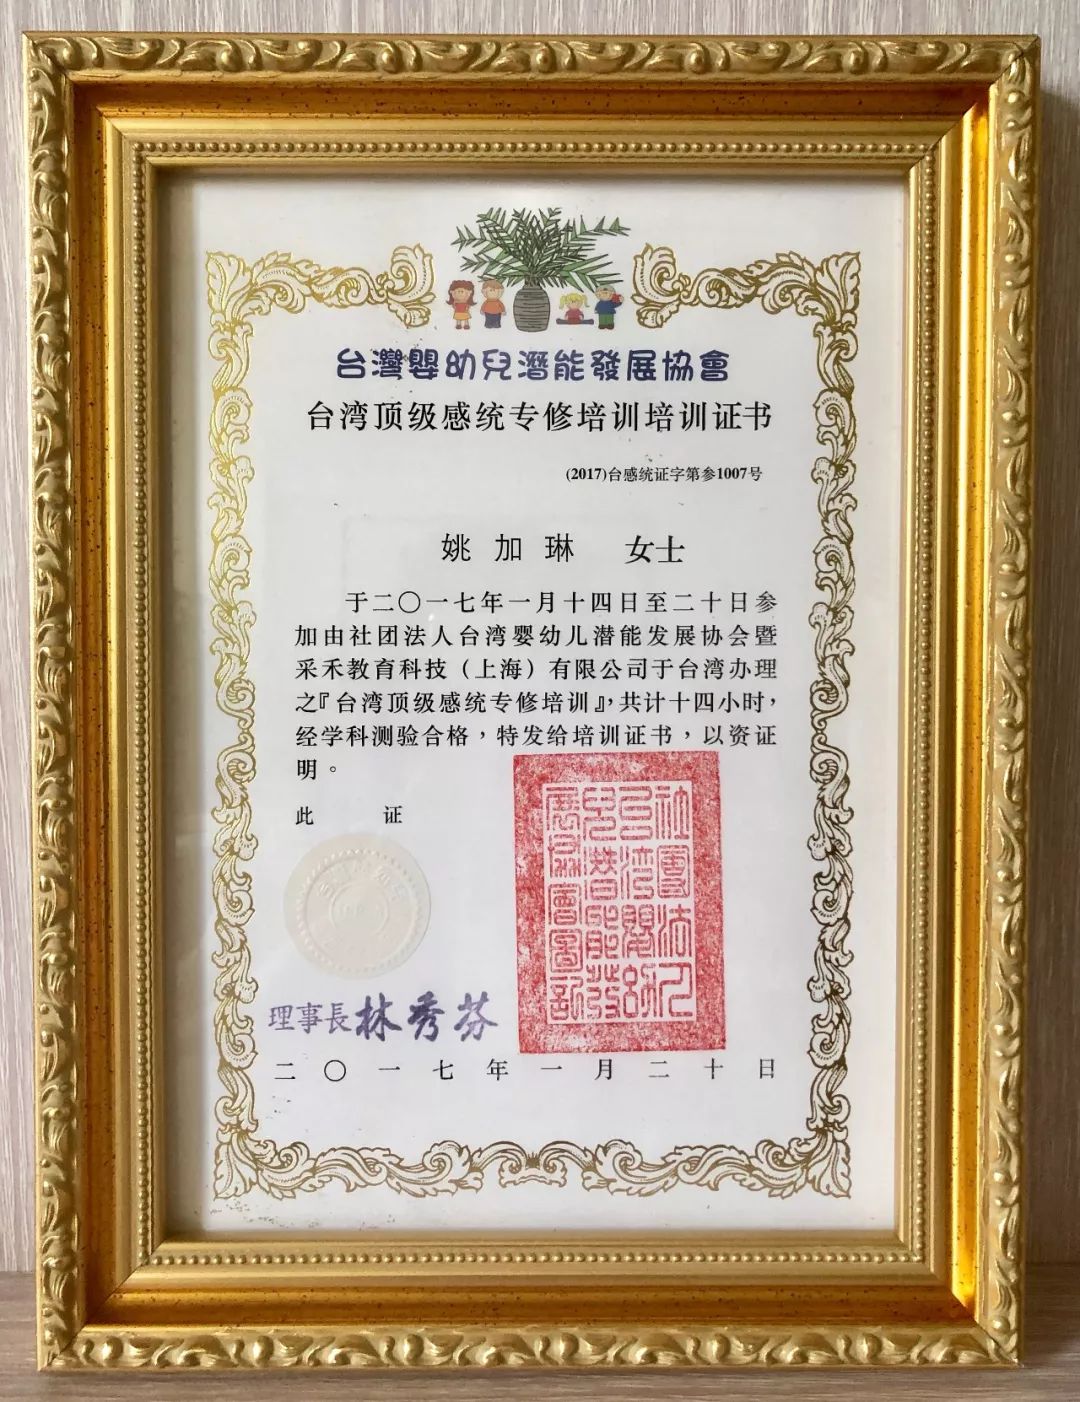 台灣嬰幼兒潛能發展協會
台湾顶级感统专修培训培训证书
(2017)台感统证字第参1007号
姚加琳 女士
于二〇一七年一月十四日至二十日参
加由社团法人台湾婴幼儿潜能发展协会暨
采禾教育科技（上海）有限公司于台湾办理
之『台湾顶级感统专修培训』，共计十四小时，
经学科测验合格，特发给培训证书，以资证
明。
此 证
社團法人
台灣嬰幼
兒潛能發
展協會圖記
理事長林秀芬
二〇一七年一月二十日